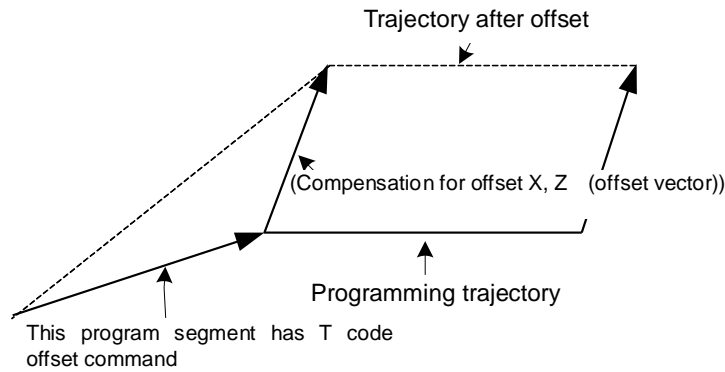 Trajectory after offset
(Compensation for offset X, Z (offset vector))
Programming trajectory
This program segment has T code
offset command